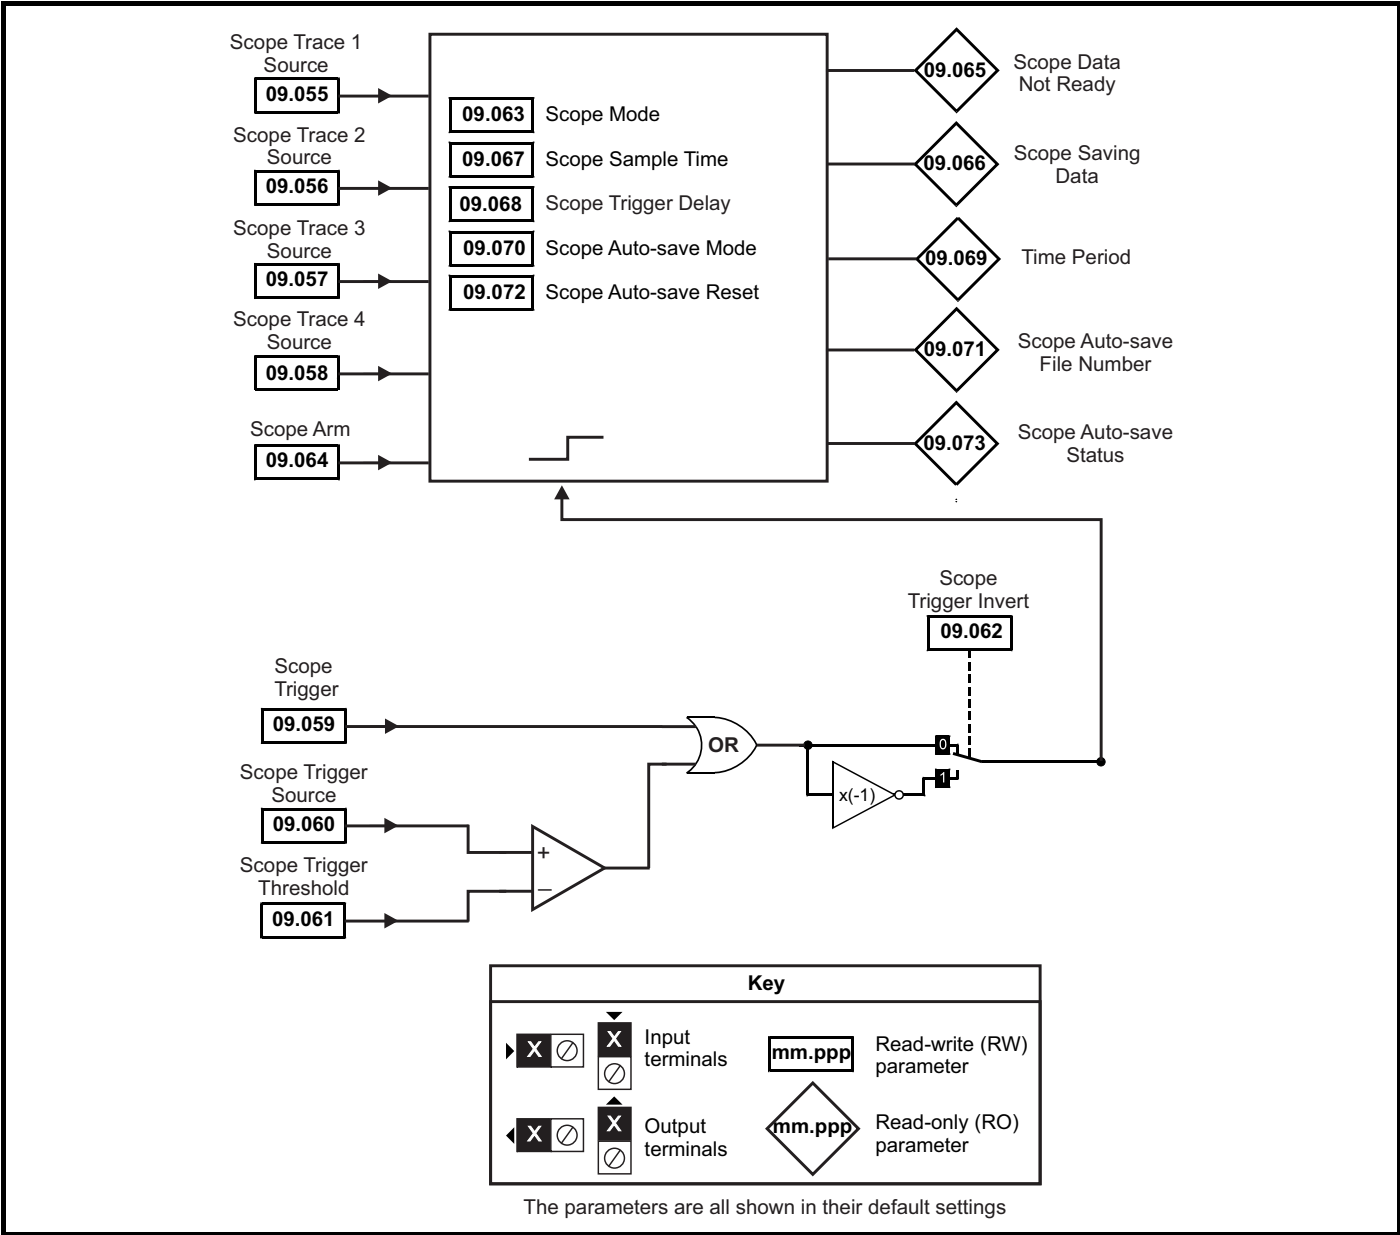 Scope Trace 1
Source
09.055
Scope Trace 2
Source
09.056
Scope Trace 3
Source
09.057
Scope Trace 4
Source
09.058
Scope Arm
09.064
09.063 Scope Mode
09.067 Scope Sample Time
09.068 Scope Trigger Delay
09.070 Scope Auto-save Mode
09.072 Scope Auto-save Reset
09.065
Scope Data
Not Ready
09.066
Scope Saving
Data
09.069
Time Period
09.071
Scope Auto-save
File Number
09.073
Scope Auto-save
Status
Scope
Trigger Invert
09.062
Scope
Trigger
09.059
Scope Trigger
Source
09.060
Scope Trigger
Threshold
09.061
+
–
OR
x(-1)
0
1
Key
X
X
Input
terminals
mm.ppp
Read-write (RW)
parameter
X
X
Output
terminals
mm.ppp
Read-only (RO)
parameter
The parameters are all shown in their default settings